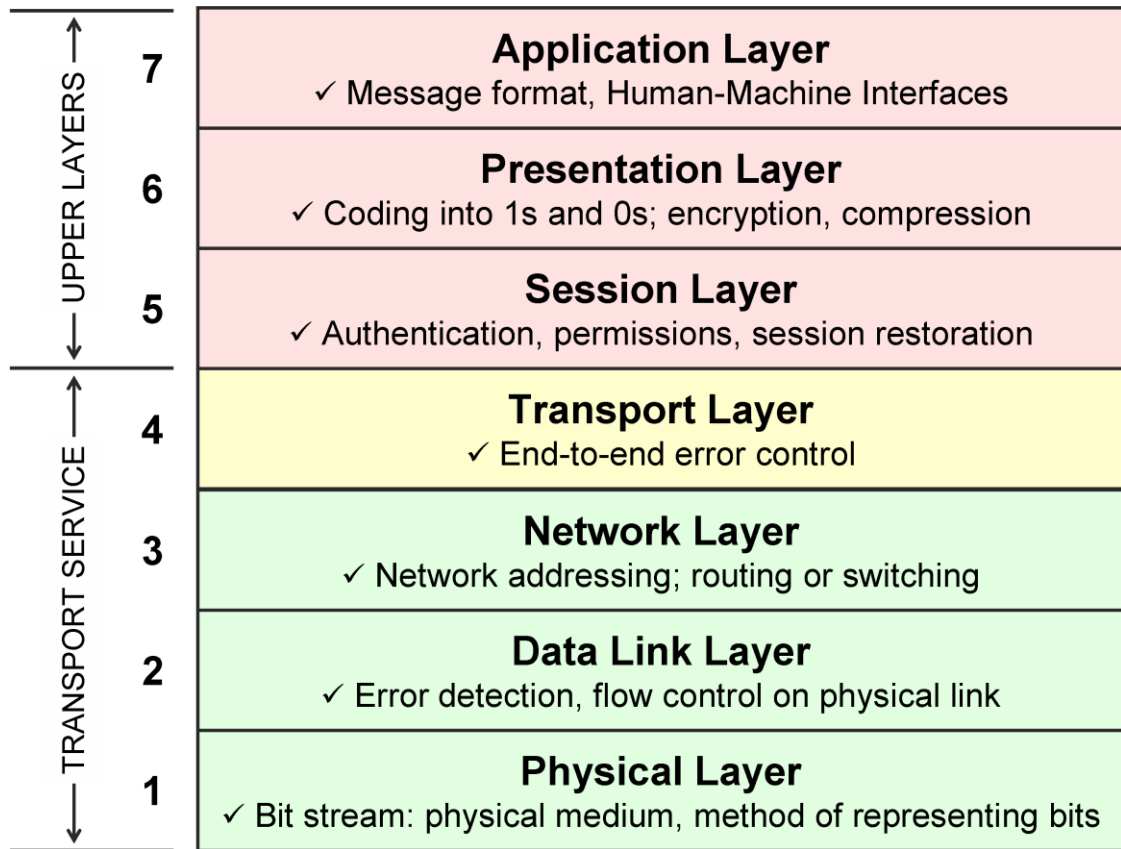 UPPER LAYERS
7
Application Layer
✓ Message format, Human-Machine Interfaces
6
Presentation Layer
✓ Coding into 1s and 0s; encryption, compression
5
Session Layer
✓ Authentication, permissions, session restoration
TRANSPORT SERVICE
4
Transport Layer
✓ End-to-end error control
3
Network Layer
✓ Network addressing; routing or switching
2
Data Link Layer
✓ Error detection, flow control on physical link
1
Physical Layer
✓ Bit stream: physical medium, method of representing bits